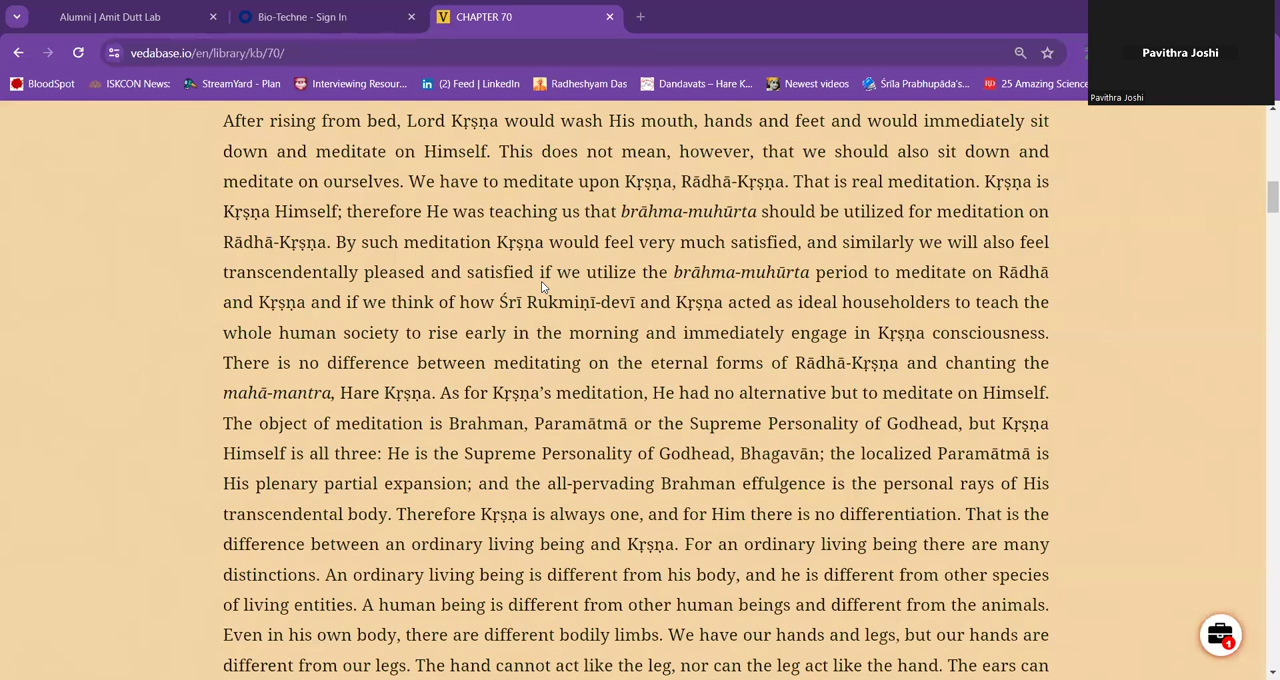 Alumni | Amit Dutt Lab
Bio-Techne - Sign In
CHAPTER 70
vedabase.io/en/library/kb/70/
BloodSpot
ISKCON News:
StreamYard - Plan
Interviewing Resour...
(2) Feed | LinkedIn
Radheshyam Das
Dandavats – Hare K...
Newest videos
Śrīla Prabhupāda's...
25 Amazing Science
Pavithra Joshi
Pavithra Joshi
After rising from bed, Lord Kṛṣṇa would wash His mouth, hands and feet and would immediately sit
down and meditate on Himself. This does not mean, however, that we should also sit down and
meditate on ourselves. We have to meditate upon Kṛṣṇa, Rādhā-Kṛṣṇa. That is real meditation. Kṛṣṇa is
Kṛṣṇa Himself; therefore He was teaching us that brāhma-muhūrta should be utilized for meditation on
Rādhā-Kṛṣṇa. By such meditation Kṛṣṇa would feel very much satisfied, and similarly we will also feel
transcendentally pleased and satisfied if we utilize the brāhma-muhūrta period to meditate on Rādhā
and Kṛṣṇa and if we think of how Śrī Rukmiṇī-devī and Kṛṣṇa acted as ideal householders to teach the
whole human society to rise early in the morning and immediately engage in Kṛṣṇa consciousness.
There is no difference between meditating on the eternal forms of Rādhā-Kṛṣṇa and chanting the
mahā-mantra, Hare Kṛṣṇa. As for Kṛṣṇa's meditation, He had no alternative but to meditate on Himself.
The object of meditation is Brahman, Paramātmā or the Supreme Personality of Godhead, but Kṛṣṇa
Himself is all three: He is the Supreme Personality of Godhead, Bhagavān; the localized Paramātmā is
His plenary partial expansion; and the all-pervading Brahman effulgence is the personal rays of His
transcendental body. Therefore Kṛṣṇa is always one, and for Him there is no differentiation. That is the
difference between an ordinary living being and Kṛṣṇa. For an ordinary living being there are many
distinctions. An ordinary living being is different from his body, and he is different from other species
of living entities. A human being is different from other human beings and different from the animals.
Even in his own body, there are different bodily limbs. We have our hands and legs, but our hands are
different from our legs. The hand cannot act like the leg, nor can the leg act like the hand. The ears can
1